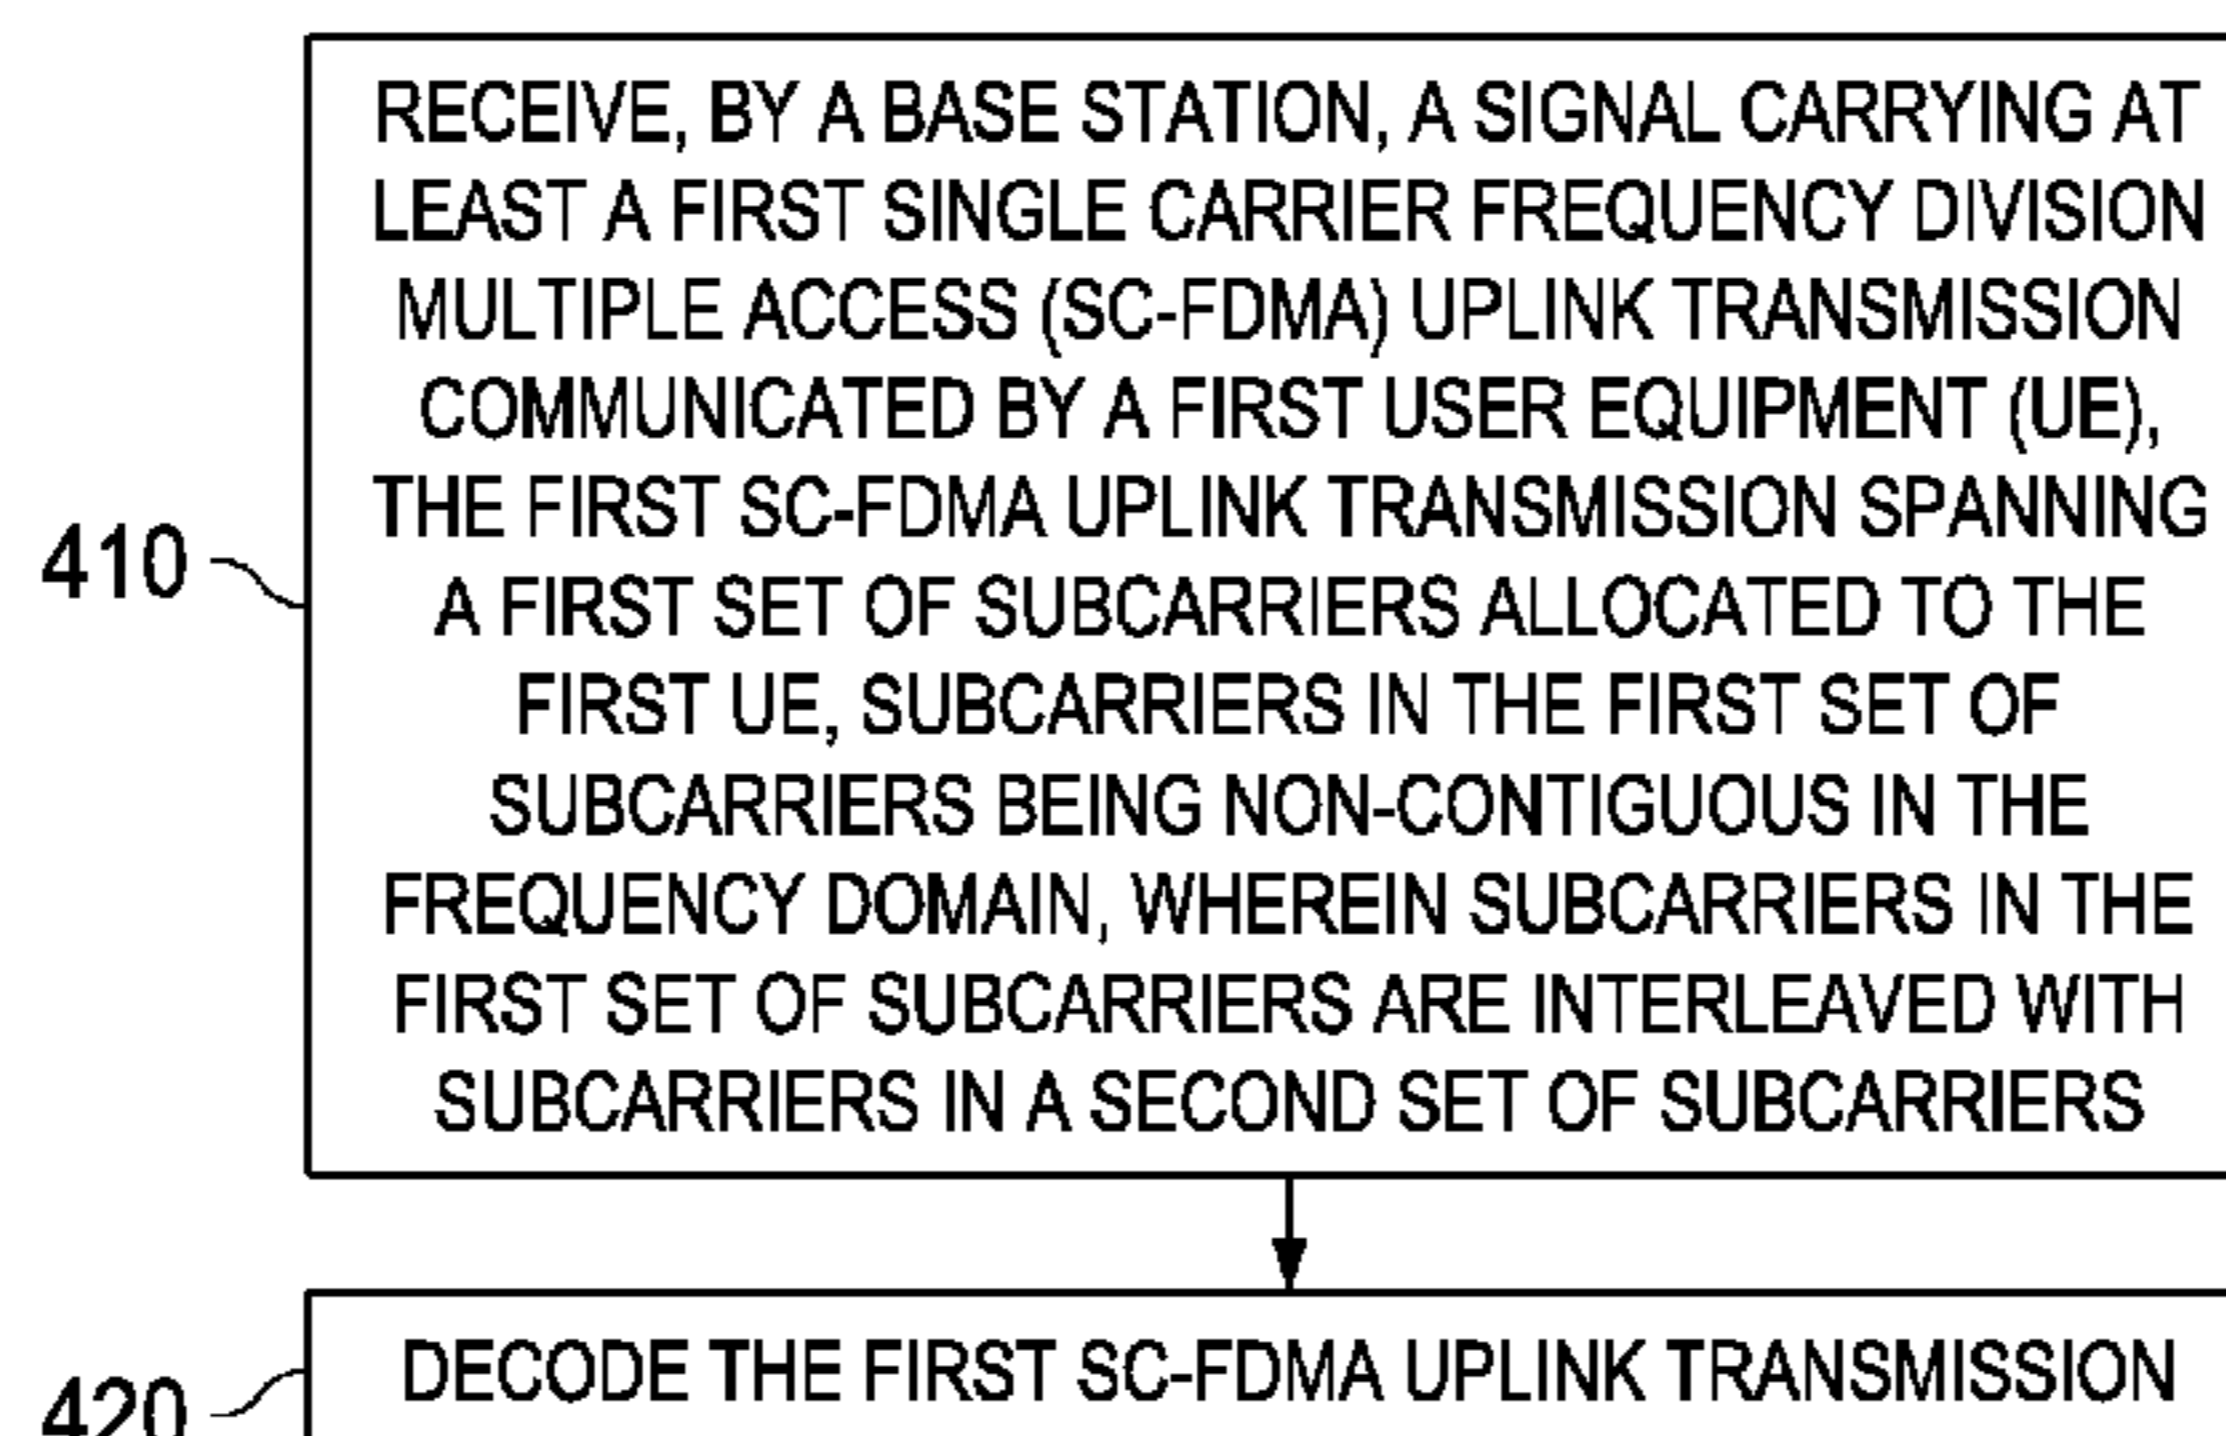 RECEIVE, BY A BASE STATION, A SIGNAL CARRYING AT
LEAST A FIRST SINGLE CARRIER FREQUENCY DIVISION
MULTIPLE ACCESS (SC-FDMA) UPLINK TRANSMISSION
COMMUNICATED BY A FIRST USER EQUIPMENT (UE),
THE FIRST SC-FDMA UPLINK TRANSMISSION SPANNING
A FIRST SET OF SUBCARRIERS ALLOCATED TO THE
FIRST UE, SUBCARRIERS IN THE FIRST SET OF
SUBCARRIERS BEING NON-CONTIGUOUS IN THE
FREQUENCY DOMAIN, WHEREIN SUBCARRIERS IN THE
FIRST SET OF SUBCARRIERS ARE INTERLEAVED WITH
SUBCARRIERS IN A SECOND SET OF SUBCARRIERS
410
DECODE THE FIRST SC-FDMA UPLINK TRANSMISSION
420